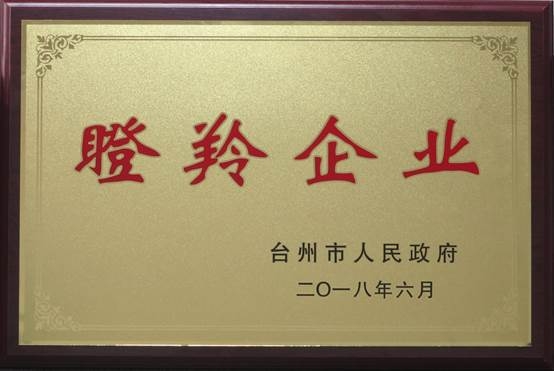 瞪羚企业
台州市人民政府
二〇一八年六月